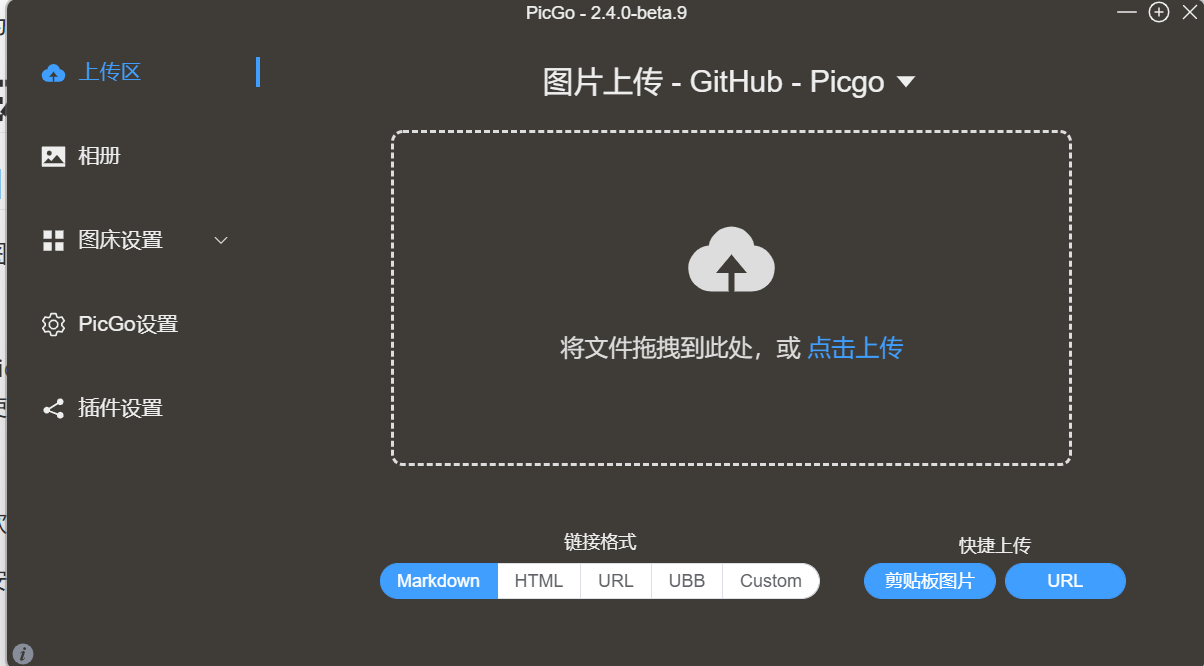 PicGo - 2.4.0-beta.9
上传区
相册
图床设置
PicGo设置
插件设置
图片上传 - GitHub - Picgo
将文件拖拽到此处，或 点击上传
链接格式
Markdown HTML URL UBB Custom
快捷上传
剪贴板图片 URL